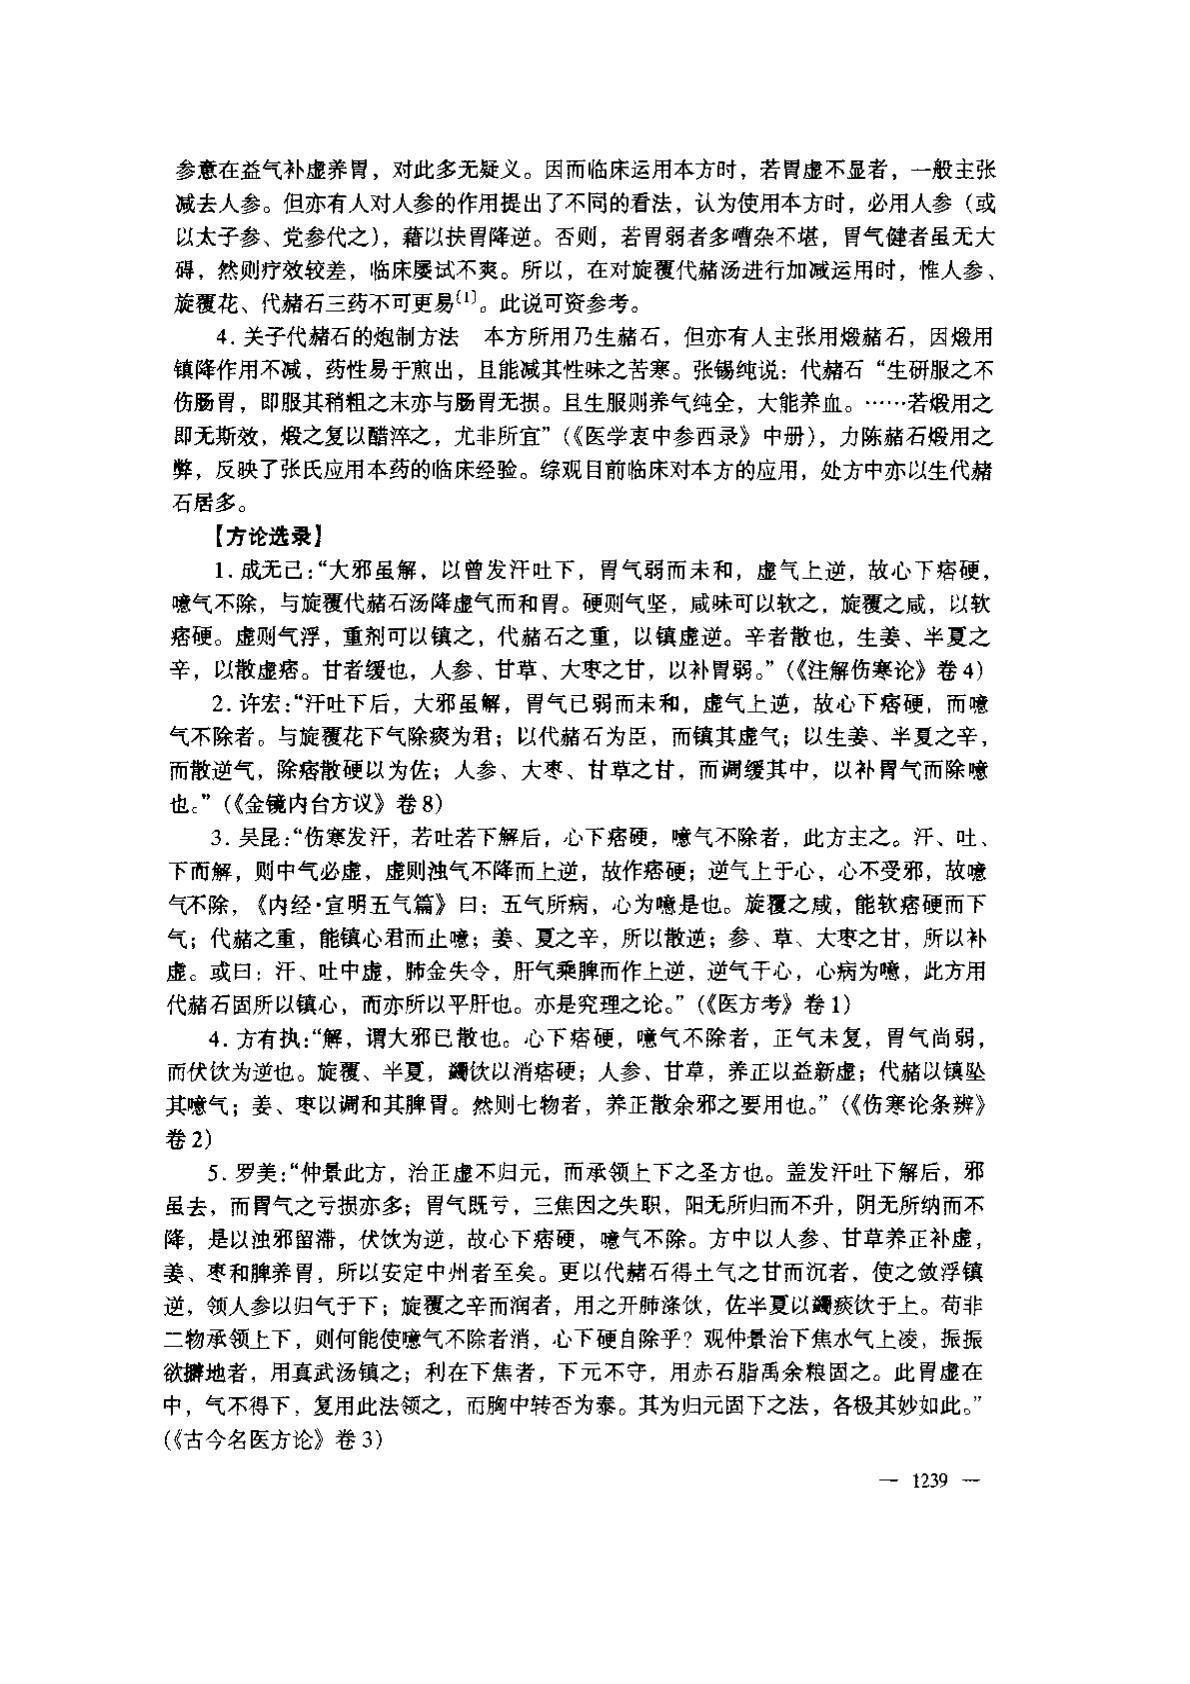 参意在益气补虚养胃，对此多无疑义。因而临床运用本方时，若胃虚不显者，一般主张
减去人参。但亦有人对人参的作用提出了不同的看法，认为使用本方时，必用人参（或
以太子参、党参代之），藉以扶胃降逆。否则，若胃弱者多嘈杂不堪，胃气健者虽无大
碍，然则疗效较差，临床屡试不爽。所以，在对旋覆代赭汤进行加减运用时，惟人参、
旋覆花、代赭石三药不可更易[1]。此说可资参考。
4. 关于代赭石的炮制方法 本方所用乃生赭石，但亦有人主张用煅赭石，因煅用
镇降作用不减，药性易于煎出，且能减其性味之苦寒。张锡纯说：代赭石“生研服之不
伤肠胃，即服其稍粗之末亦与肠胃无损。且生服则养气纯全，大能养血。……若煅用之
即无斯效，煅之复以醋淬之，尤非所宜”（《医学衷中参西录》中册），力陈赭石煅用之
弊，反映了张氏应用本药的临床经验。综观目前临床对本方的应用，处方中亦以生代赭
石居多。
【方论选录】
1. 成无己：“大邪虽解，以曾发汗吐下，胃气弱而未和，虚气上逆，故心下痞硬，
噫气不除，与旋覆代赭石汤降虚气而和胃。硬则气坚，咸味可以软之，旋覆之咸，以软
痞硬。虚则气浮，重剂可以镇之，代赭石之重，以镇虚逆。辛者散也，生姜、半夏之
辛，以散虚痞。甘者缓也，人参、甘草、大枣之甘，以补胃弱。”（《注解伤寒论》卷 4）
2. 许宏：“汗吐下后，大邪虽解，胃气已弱而未和，虚气上逆，故心下痞硬，而噫
气不除者。与旋覆花下气除痰为君；以代赭石为臣，而镇其虚气；以生姜、半夏之辛，
而散逆气，除痞散硬以为佐；人参、大枣、甘草之甘，而调缓其中，以补胃气而除噫
也。”（《金镜内台方议》卷 8）
3. 吴昆：“伤寒发汗，若吐若下解后，心下痞硬，噫气不除者，此方主之。汗、吐、
下而解，则中气必虚，虚则浊气不降而上逆，故作痞硬；逆气上于心，心不受邪，故噫
气不除，《内经·宣明五气篇》曰：五气所病，心为噫是也。旋覆之咸，能软痞硬而下
气；代赭之重，能镇心君而止噫；姜、夏之辛，所以散逆；参、草、大枣之甘，所以补
虚。或曰：汗、吐中虚，肺金失令，肝气乘脾而作上逆，逆气干心，心病为噫，此方用
代赭石固所以镇心，而亦所以平肝也。亦是究理之论。”（《医方考》卷 1）
4. 方有执：“解，谓大邪已散也。心下痞硬，噫气不除者，正气未复，胃气尚弱，
而伏饮为逆也。旋覆、半夏，蠲饮以消痞硬；人参、甘草，养正以益新虚；代赭以镇坠
其噫气；姜、枣以调和其脾胃。然则七物者，养正散余邪之要用也。”（《伤寒论条辨》
卷 2）
5. 罗美：“仲景此方，治正虚不归元，而承领上下之圣方也。盖发汗吐下解后，邪
虽去，而胃气之亏损亦多；胃气既亏，三焦因之失职，阳无所归而不升，阴无所纳而不
降，是以浊邪留滞，伏饮为逆，故心下痞硬，噫气不除。方中以人参、甘草养正补虚，
姜、枣和脾养胃，所以安定中州者至矣。更以代赭石得土气之甘而沉者，使之敛浮镇
逆，领人参以归气于下；旋覆之辛而润者，用之开肺涤饮，佐半夏以蠲痰饮于上。苟非
二物承领上下，则何能使噫气不除者消，心下硬自除乎？观仲景治下焦水气上凌，振振
欲擗地者，用真武汤镇之；利在下焦者，下元不守，用赤石脂禹余粮固之。此胃虚在
中，气不得下，复用此法领之，而胸中转否为泰。其为归元固下之法，各极其妙如此。”
（《古今名医方论》卷 3）
— 1239 —